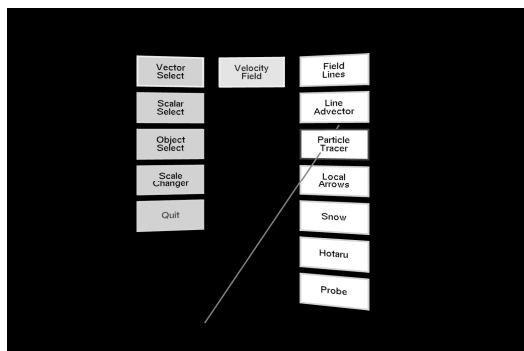 Vector
Select
Scalar
Select
Object
Select
Scale
Changer
Quit
Velocity
Field
Field
Lines
Line
Advector
Particle
Tracer
Local
Arrows
Snow
Hotaru
Probe